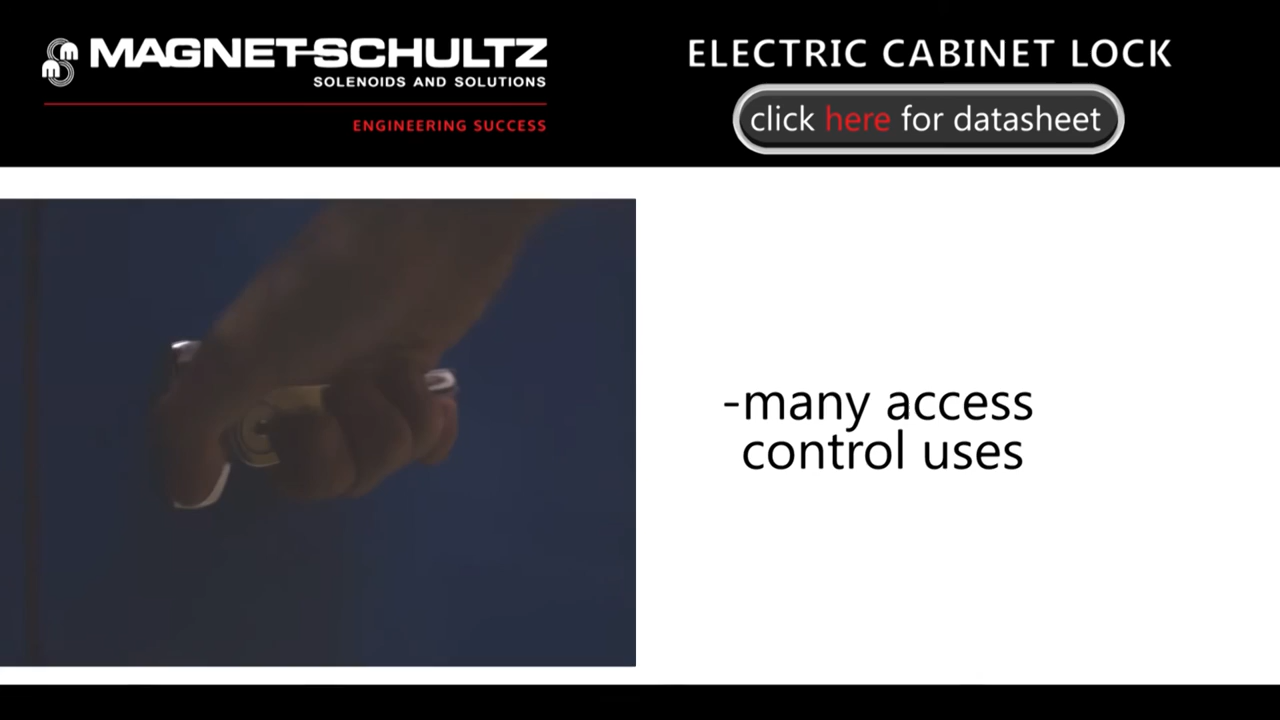 MAGNET-SCHULTZ
SOLENOIDS AND SOLUTIONS
ENGINEERING SUCCESS
ELECTRIC CABINET LOCK
click here for datasheet
-many access
control uses